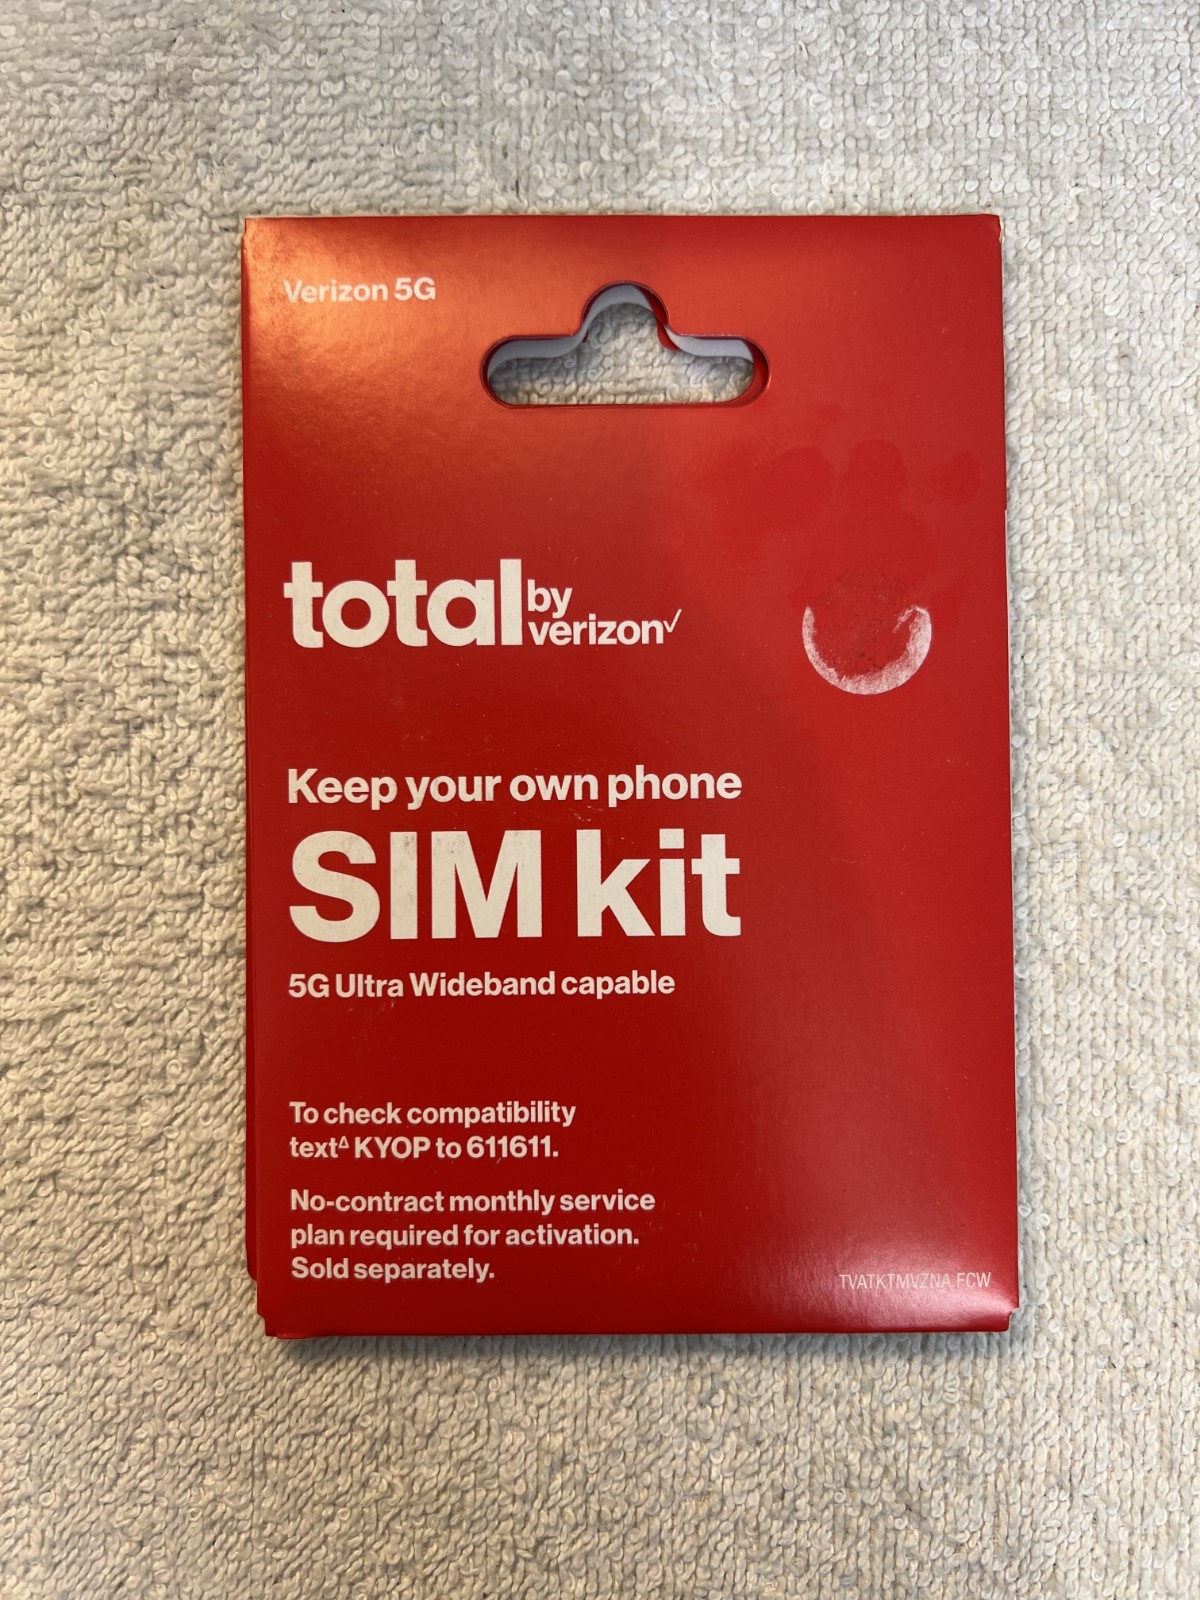 Verizon 5G
total by
verizon✓
Keep your own phone
SIM kit
5G Ultra Wideband capable
To check compatibility
textᐞ KYOP to 611611.
No-contract monthly service
plan required for activation.
Sold separately.
TVATKTMVZNA.FCW